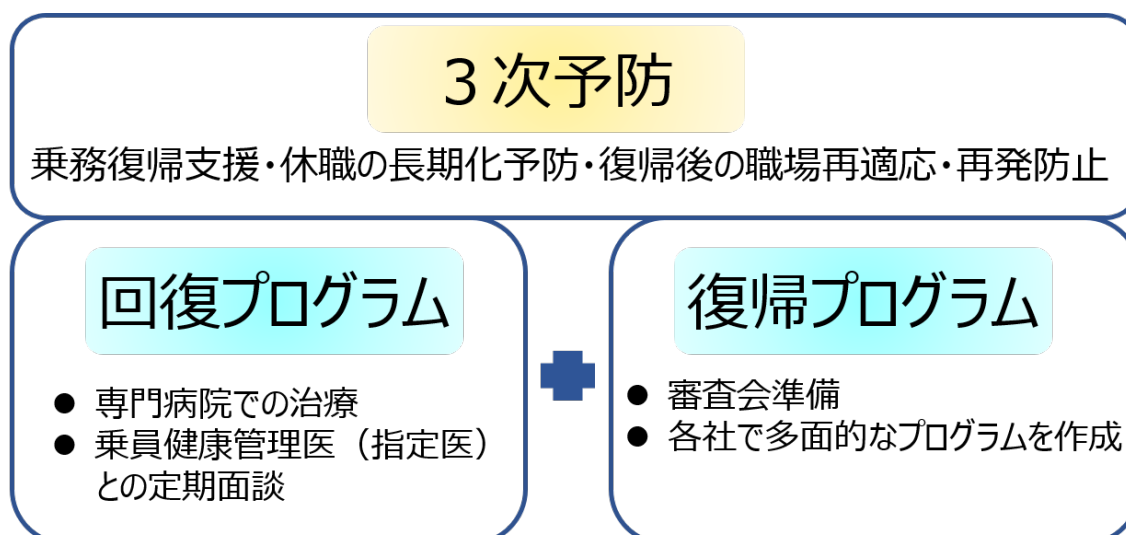 ３次予防
乗務復帰支援・休職の長期化予防・復帰後の職場再適応・再発防止
回復プログラム
● 専門病院での治療
● 乗員健康管理医（指定医）
との定期面談
復帰プログラム
● 審査会準備
● 各社で多面的なプログラムを作成